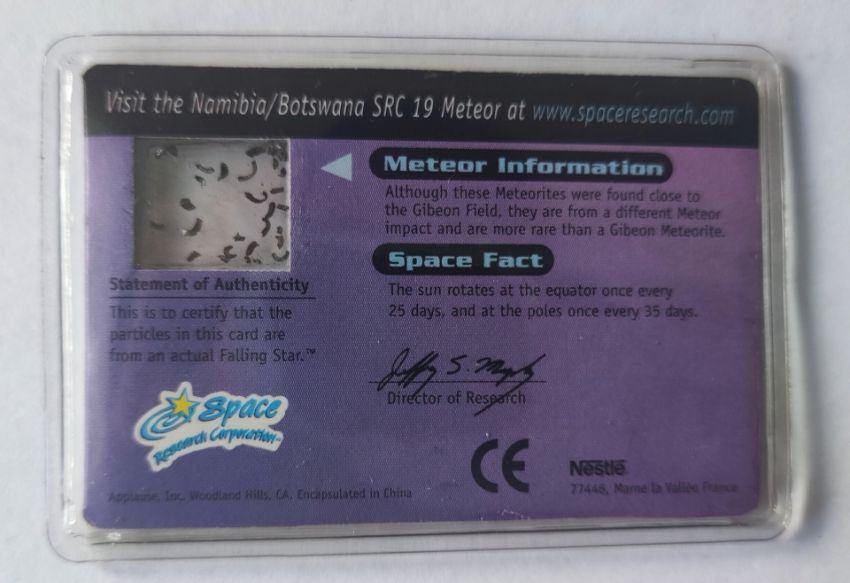 Visit the Namibia/Botswana SRC 19 Meteor at www.spaceresearch.com
Meteor Information
Although these Meteorites were found close to
the Gibeon Field, they are from a different Meteor
impact and are more rare than a Gibeon Meteorite.
Space Fact
The sun rotates at the equator once every
25 days, and at the poles once every 35 days.
Statement of Authenticity
This is to certify that the
particles in this card are
from an actual Falling Star.™
Jeffry S. Murphy
Director of Research
Space
Research Corporation™
CE
Nestlé
77446, Marne la Vallée France
Applause, Inc. Woodland Hills, CA. Encapsulated in China